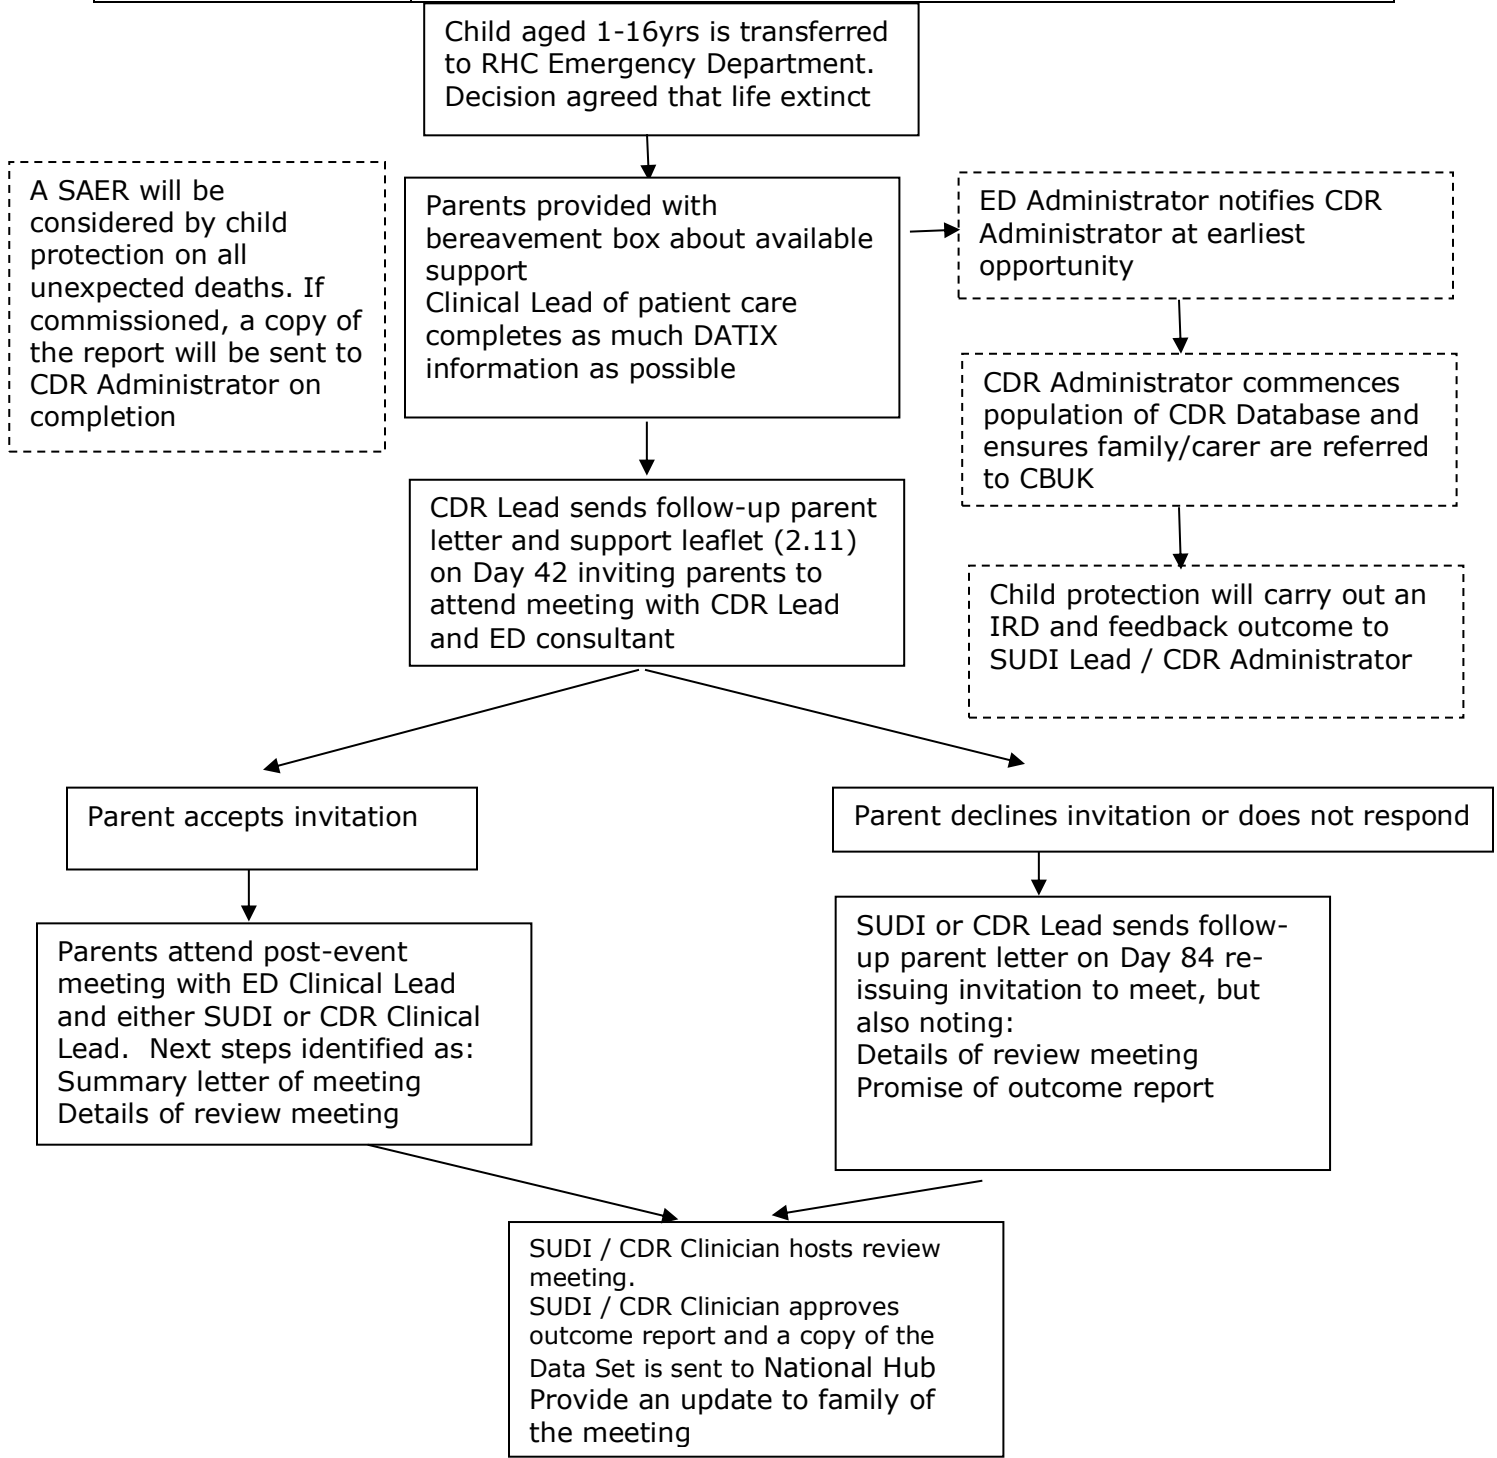 Child aged 1-16yrs is transferred
to RHC Emergency Department.
Decision agreed that life extinct
A SAER will be
considered by child
protection on all
unexpected deaths. If
commissioned, a copy of
the report will be sent to
CDR Administrator on
completion
Parents provided with
bereavement box about available
support
Clinical Lead of patient care
completes as much DATIX
information as possible
ED Administrator notifies CDR
Administrator at earliest
opportunity
CDR Administrator commences
population of CDR Database and
ensures family/carer are referred
to CBUK
CDR Lead sends follow-up parent
letter and support leaflet (2.11)
on Day 42 inviting parents to
attend meeting with CDR Lead
and ED consultant
Child protection will carry out an
IRD and feedback outcome to
SUDI Lead / CDR Administrator
Parent accepts invitation
Parent declines invitation or does not respond
Parents attend post-event
meeting with ED Clinical Lead
and either SUDI or CDR Clinical
Lead.  Next steps identified as:
Summary letter of meeting
Details of review meeting
SUDI or CDR Lead sends follow-
up parent letter on Day 84 re-
issuing invitation to meet, but
also noting:
Details of review meeting
Promise of outcome report
SUDI / CDR Clinician hosts review
meeting.
SUDI / CDR Clinician approves
outcome report and a copy of the
Data Set is sent to National Hub
Provide an update to family of
the meeting